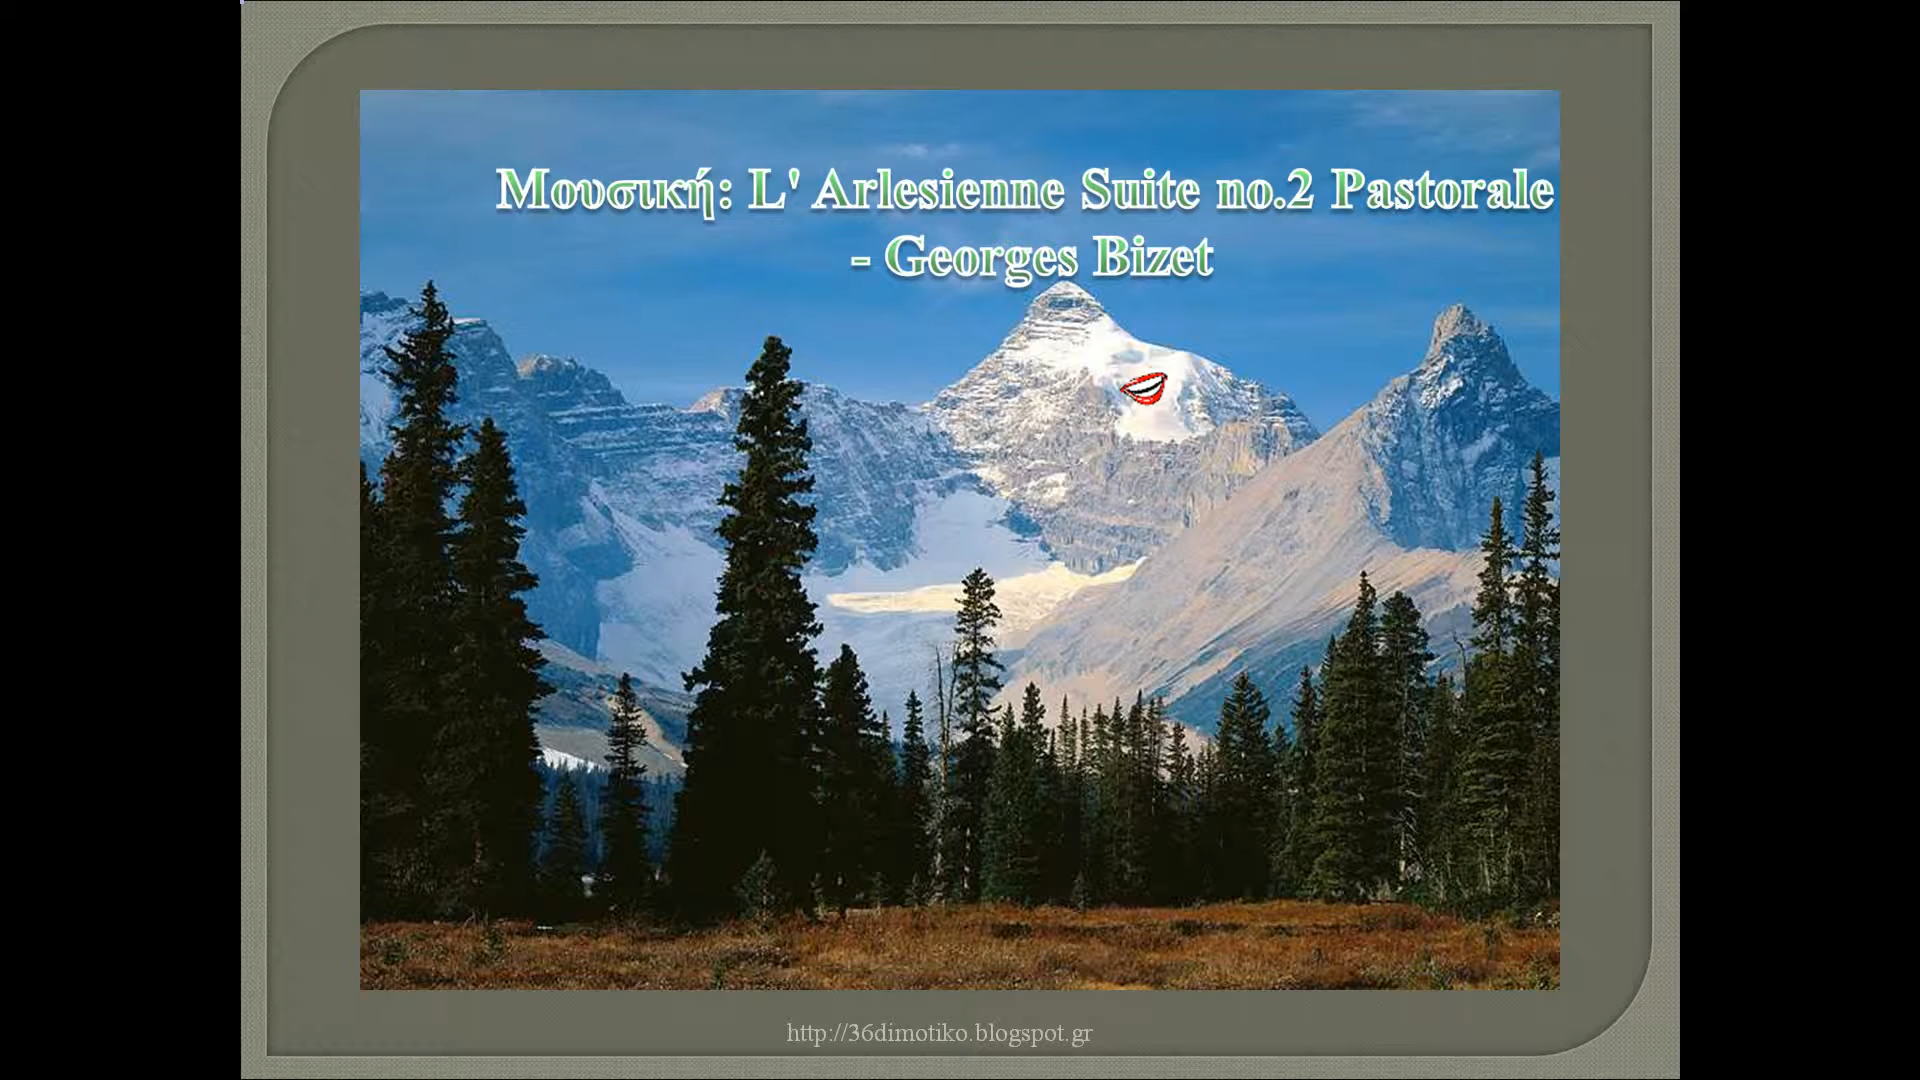 Μουσική: L' Arlesienne Suite no.2 Pastorale
- Georges Bizet
http://36dimotiko.blogspot.gr